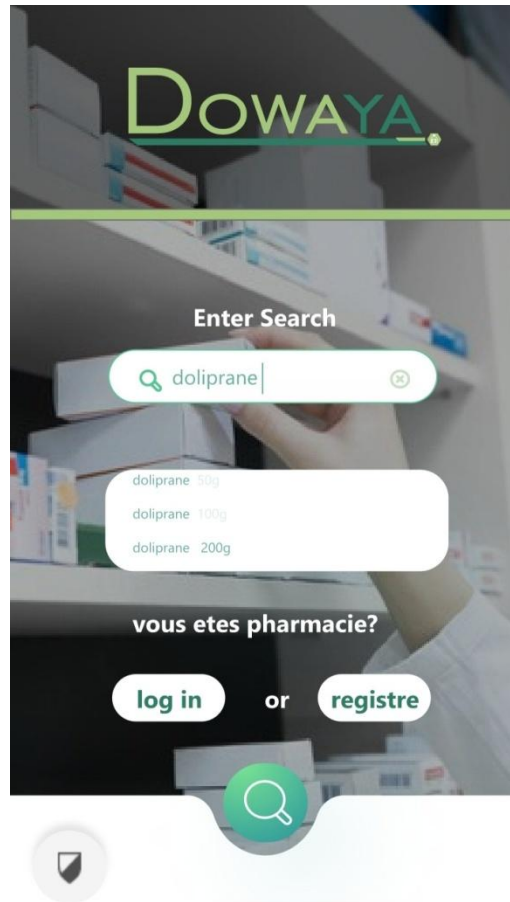 DOWAYA
Enter Search
doliprane
doliprane 50g
doliprane 100g
doliprane 200g
vous etes pharmacie?
log in or registre